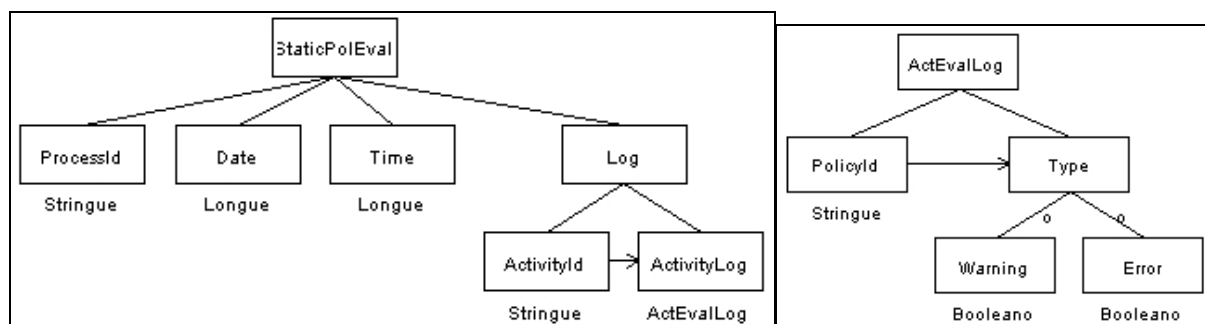 StaticPolEval
ProcessId
Date
Time
Log
Stringue
Longue
Longue
ActivityId
ActivityLog
Stringue
ActEvalLog
ActEvalLog
PolicyId
Type
Stringue
o
o
Warning
Error
Booleano
Booleano